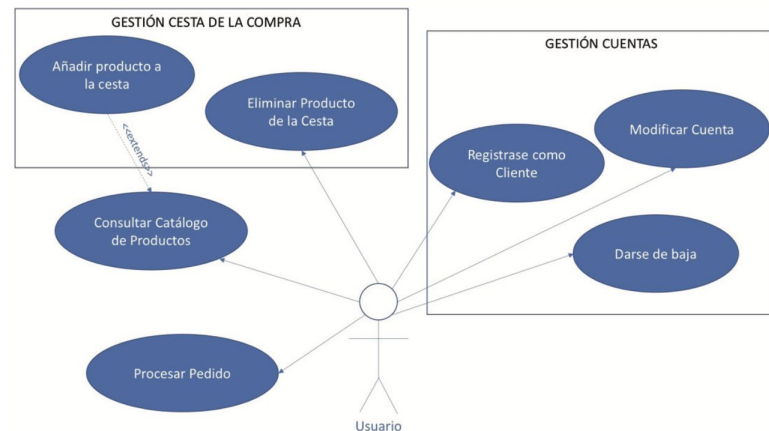 GESTIÓN CESTA DE LA COMPRA
Añadir producto a
la cesta
Eliminar Producto
de la Cesta
<<extends>>
Consultar Catálogo
de Productos
Procesar Pedido
Usuario
GESTIÓN CUENTAS
Modificar Cuenta
Registrase como
Cliente
Darse de baja